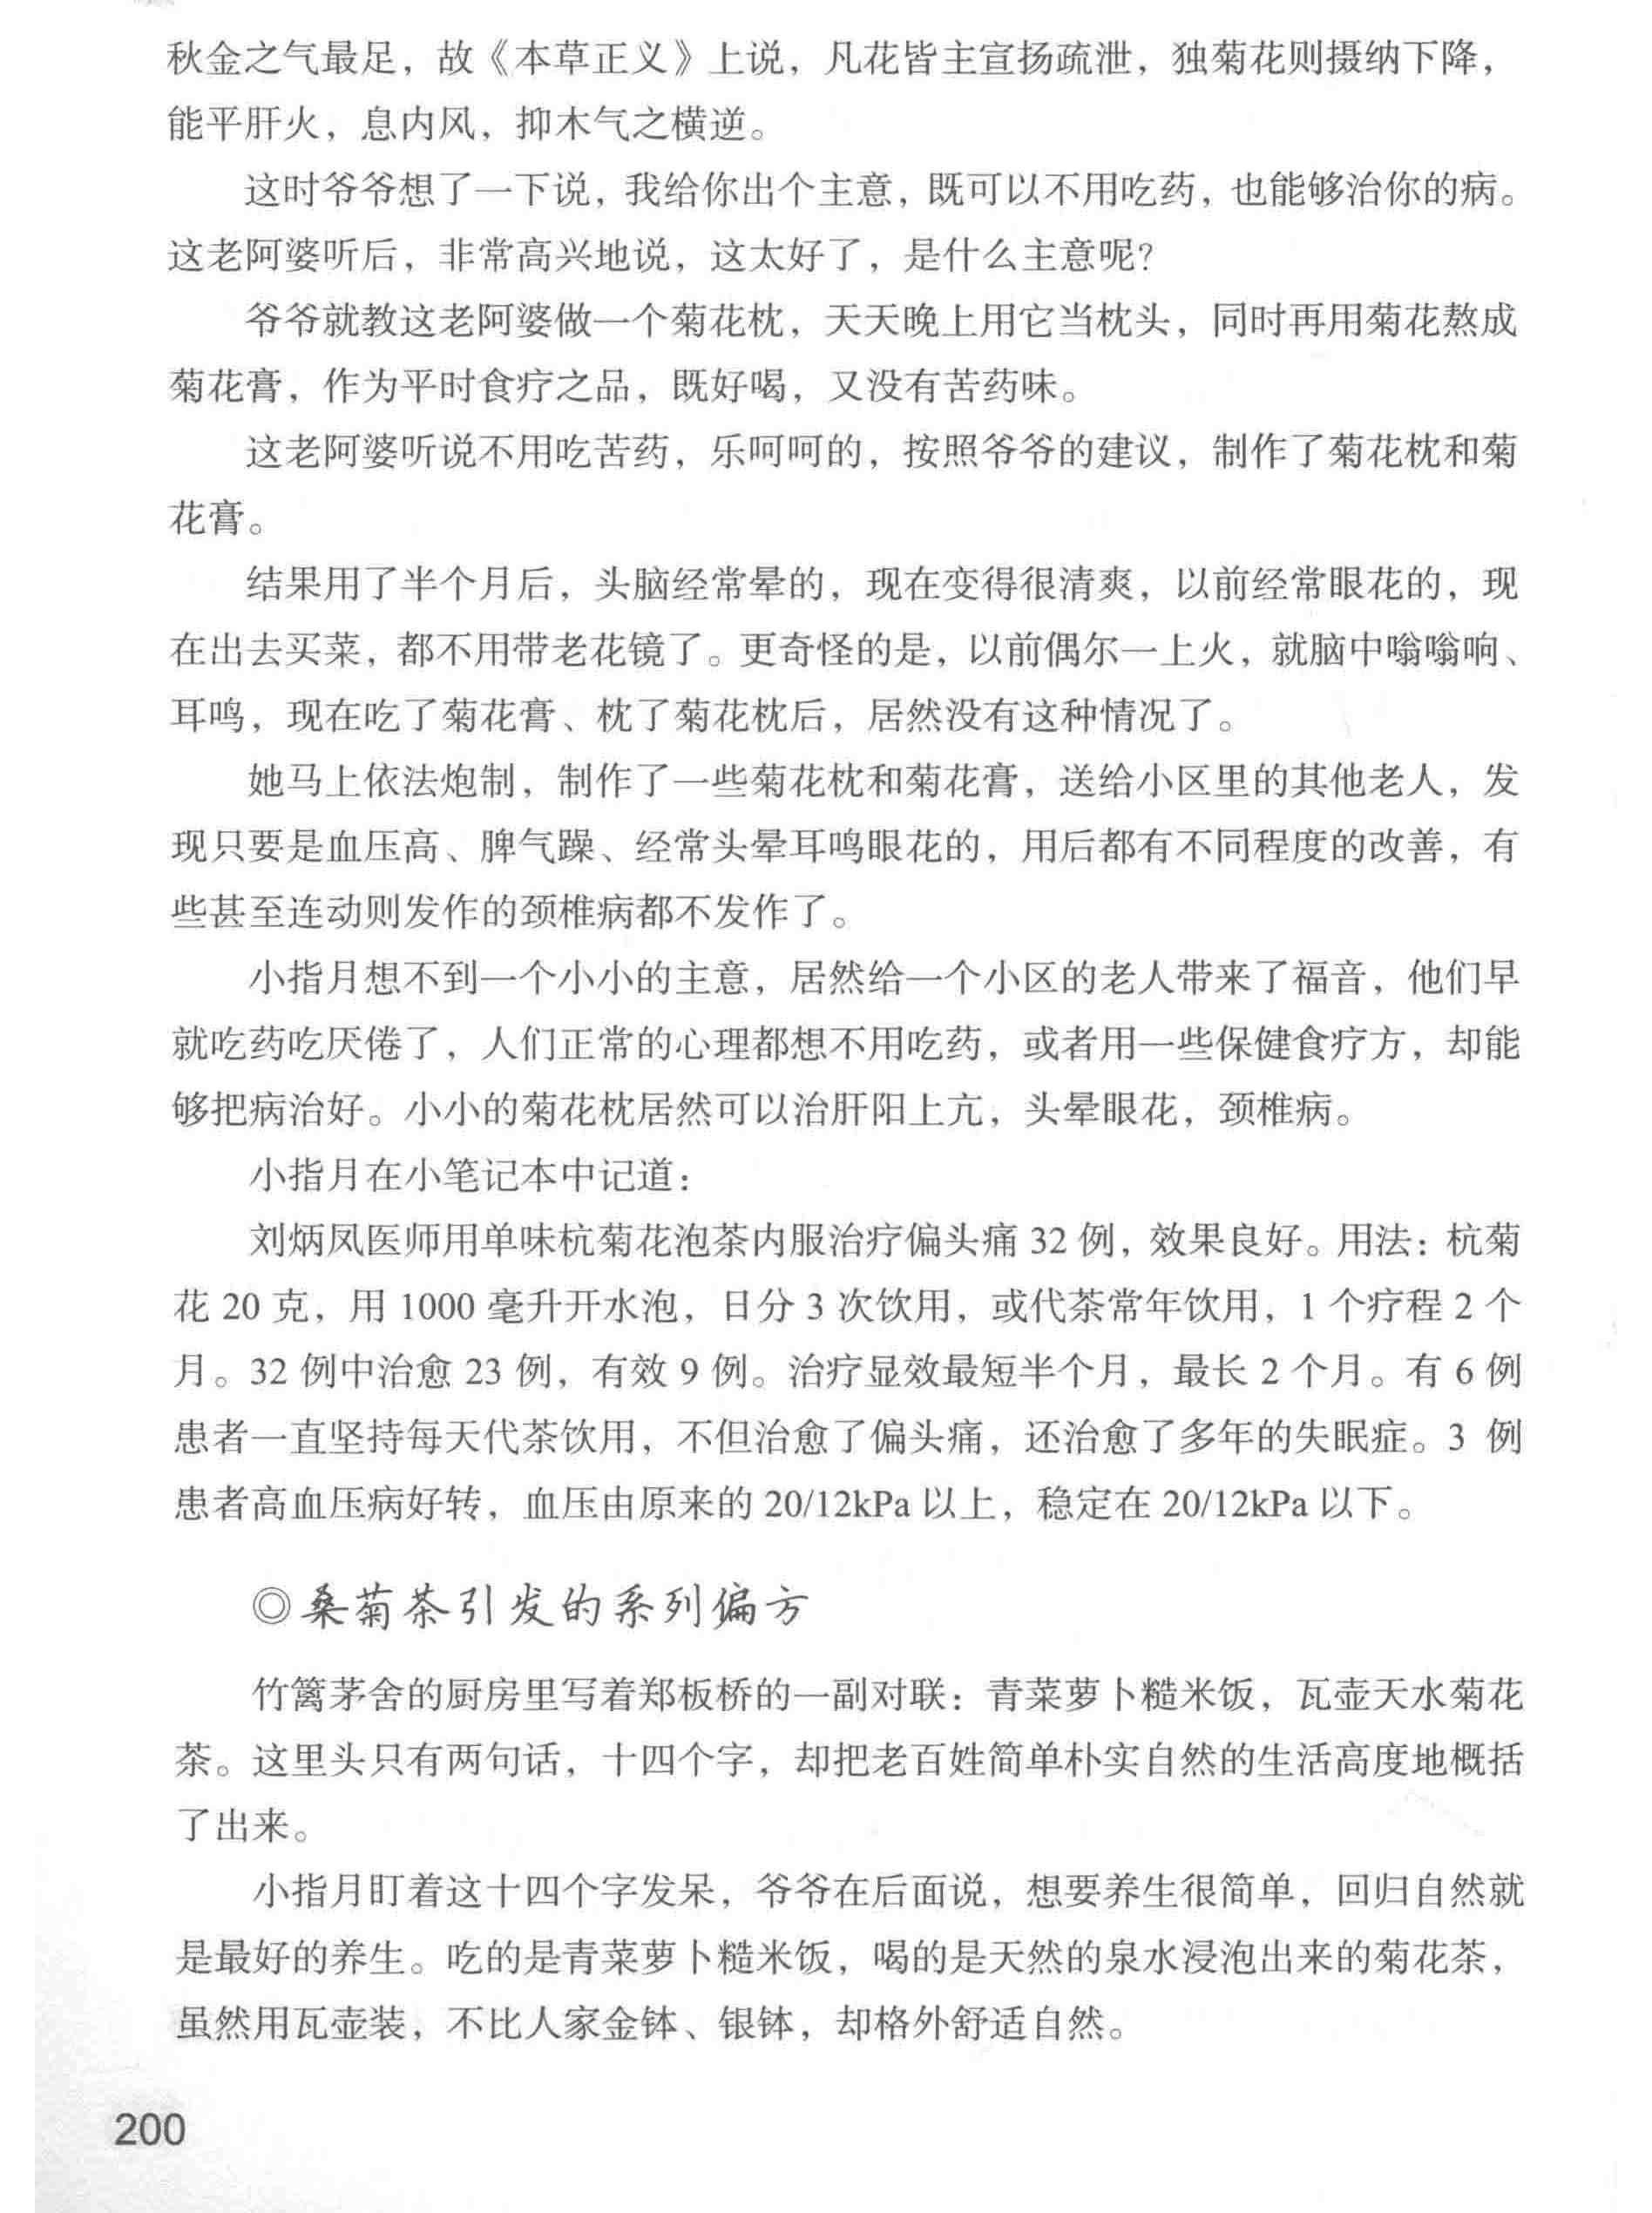 秋金之气最足，故《本草正义》上说，凡花皆主宣扬疏泄，独菊花则摄纳下降，
能平肝火，息内风，抑木气之横逆。
这时爷爷想了一下说，我给你出个主意，既可以不用吃药，也能够治你的病。
这老阿婆听后，非常高兴地说，这太好了，是什么主意呢？
爷爷就教这老阿婆做一个菊花枕，天天晚上用它当枕头，同时再用菊花熬成
菊花膏，作为平时食疗之品，既好喝，又没有苦药味。
这老阿婆听说不用吃苦药，乐呵呵的，按照爷爷的建议，制作了菊花枕和菊
花膏。
结果用了半个月后，头脑经常晕的，现在变得很清爽，以前经常眼花的，现
在出去买菜，都不用带老花镜了。更奇怪的是，以前偶尔一上火，就脑中嗡嗡响、
耳鸣，现在吃了菊花膏、枕了菊花枕后，居然没有这种情况了。
她马上依法炮制，制作了一些菊花枕和菊花膏，送给小区里的其他老人，发
现只要是血压高、脾气躁、经常头晕耳鸣眼花的，用后都有不同程度的改善，有
些甚至连动则发作的颈椎病都不发作了。
小指月想不到一个小小的主意，居然给一个小区的老人带来了福音，他们早
就吃药吃厌倦了，人们正常的心理都想不用吃药，或者用一些保健食疗方，却能
够把病治好。小小的菊花枕居然可以治肝阳上亢，头晕眼花，颈椎病。
小指月在小笔记本中记道：
刘炳凤医师用单味杭菊花泡茶内服治疗偏头痛 32 例，效果良好。用法：杭菊
花 20 克，用 1000 毫升开水泡，日分 3 次饮用，或代茶常年饮用，1 个疗程 2 个
月。32 例中治愈 23 例，有效 9 例。治疗显效最短半个月，最长 2 个月。有 6 例
患者一直坚持每天代茶饮用，不但治愈了偏头痛，还治愈了多年的失眠症。3 例
患者高血压病好转，血压由原来的 20/12kPa 以上，稳定在 20/12kPa 以下。
◎桑菊茶引发的系列偏方
竹篱茅舍的厨房里写着郑板桥的一副对联：青菜萝卜糙米饭，瓦壶天水菊花
茶。这里头只有两句话，十四个字，却把老百姓简单朴实自然的生活高度地概括
了出来。
小指月盯着这十四个字发呆，爷爷在后面说，想要养生很简单，回归自然就
是最好的养生。吃的是青菜萝卜糙米饭，喝的是天然的泉水浸泡出来的菊花茶，
虽然用瓦壶装，不比人家金钵、银钵，却格外舒适自然。
200